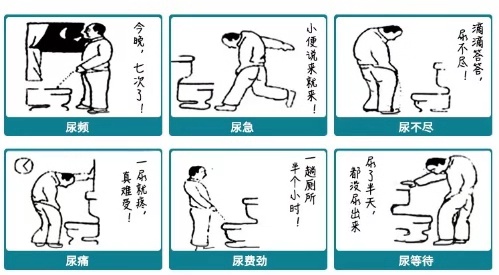 今晚，七次了！
尿频
小便说来就来！
尿急
滴滴答答，
尿不尽！
尿不尽
一尿就疼，
真难受！
尿痛
一趟厕所
半个小时！
尿费劲
尿了半天，
都没尿出来
尿等待